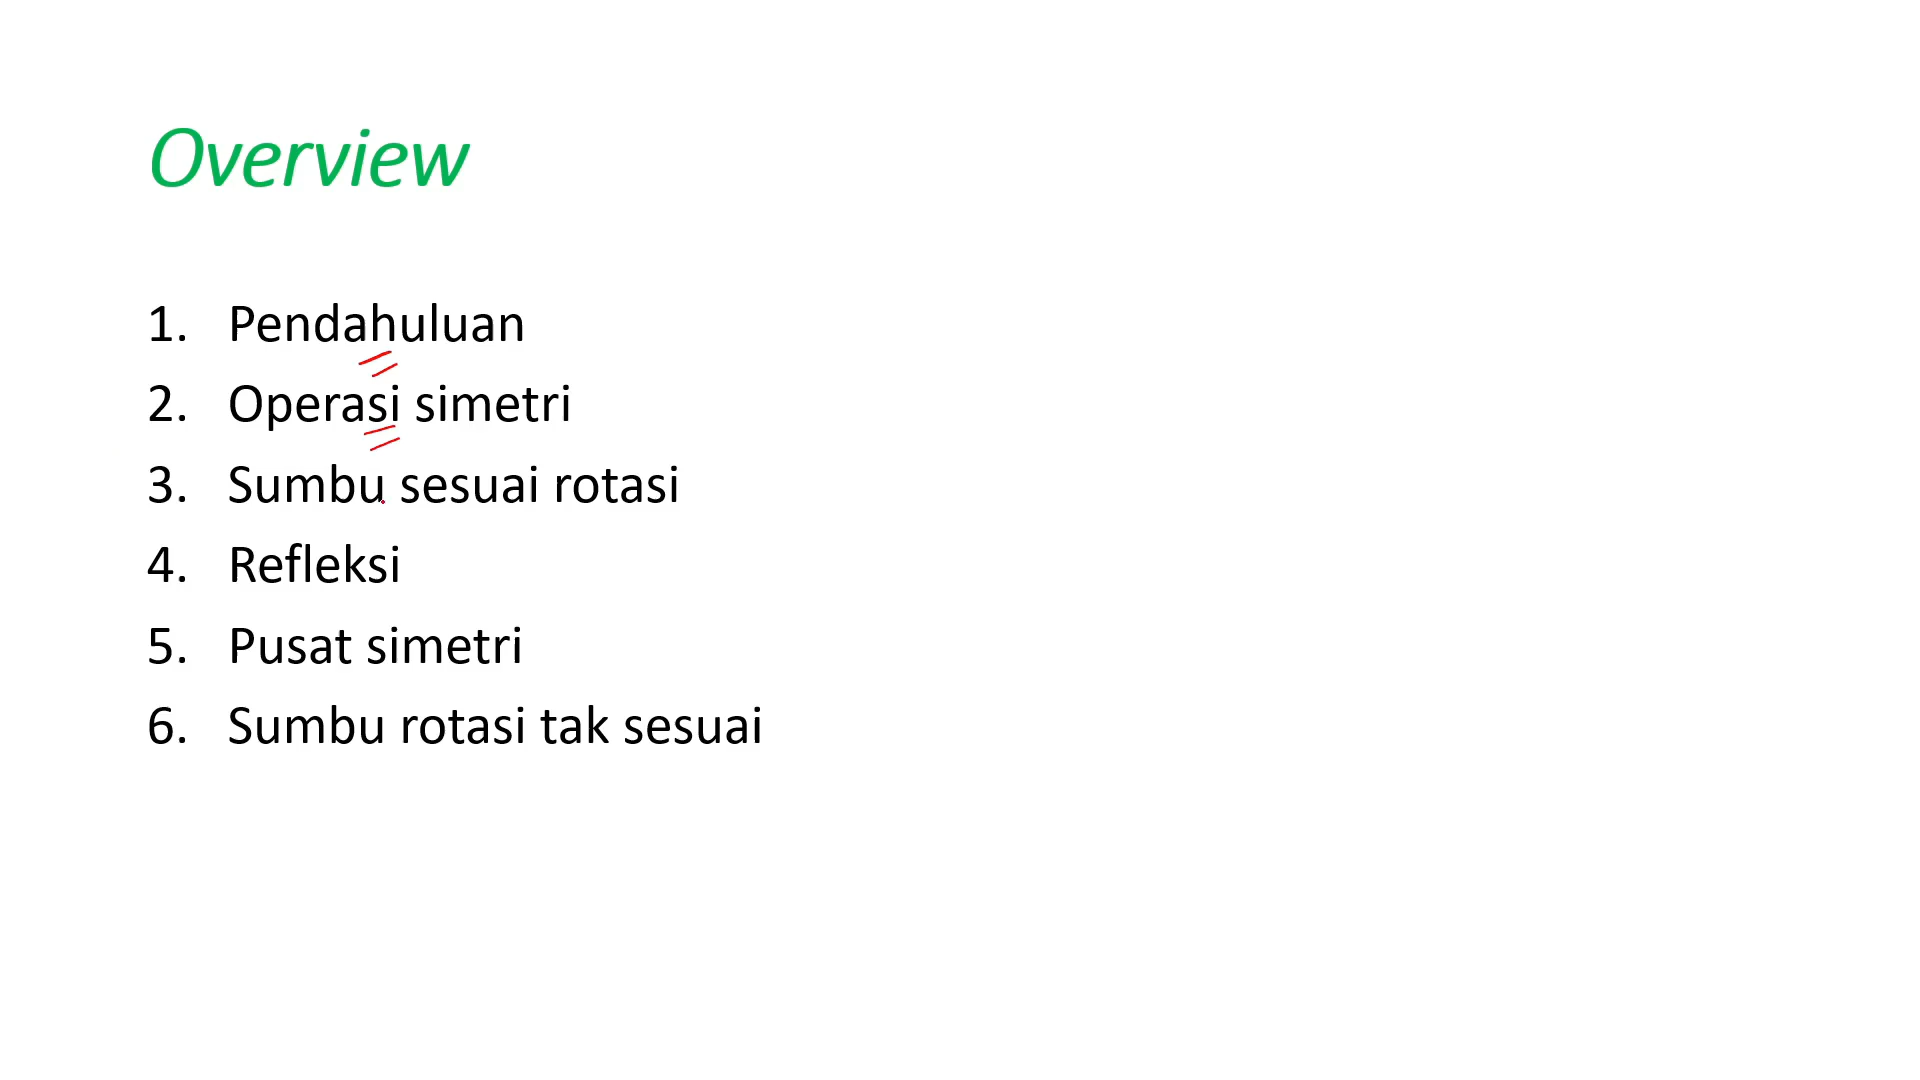 Overview
1. Pendahuluan
2. Operasi simetri
3. Sumbu sesuai rotasi
4. Refleksi
5. Pusat simetri
6. Sumbu rotasi tak sesuai